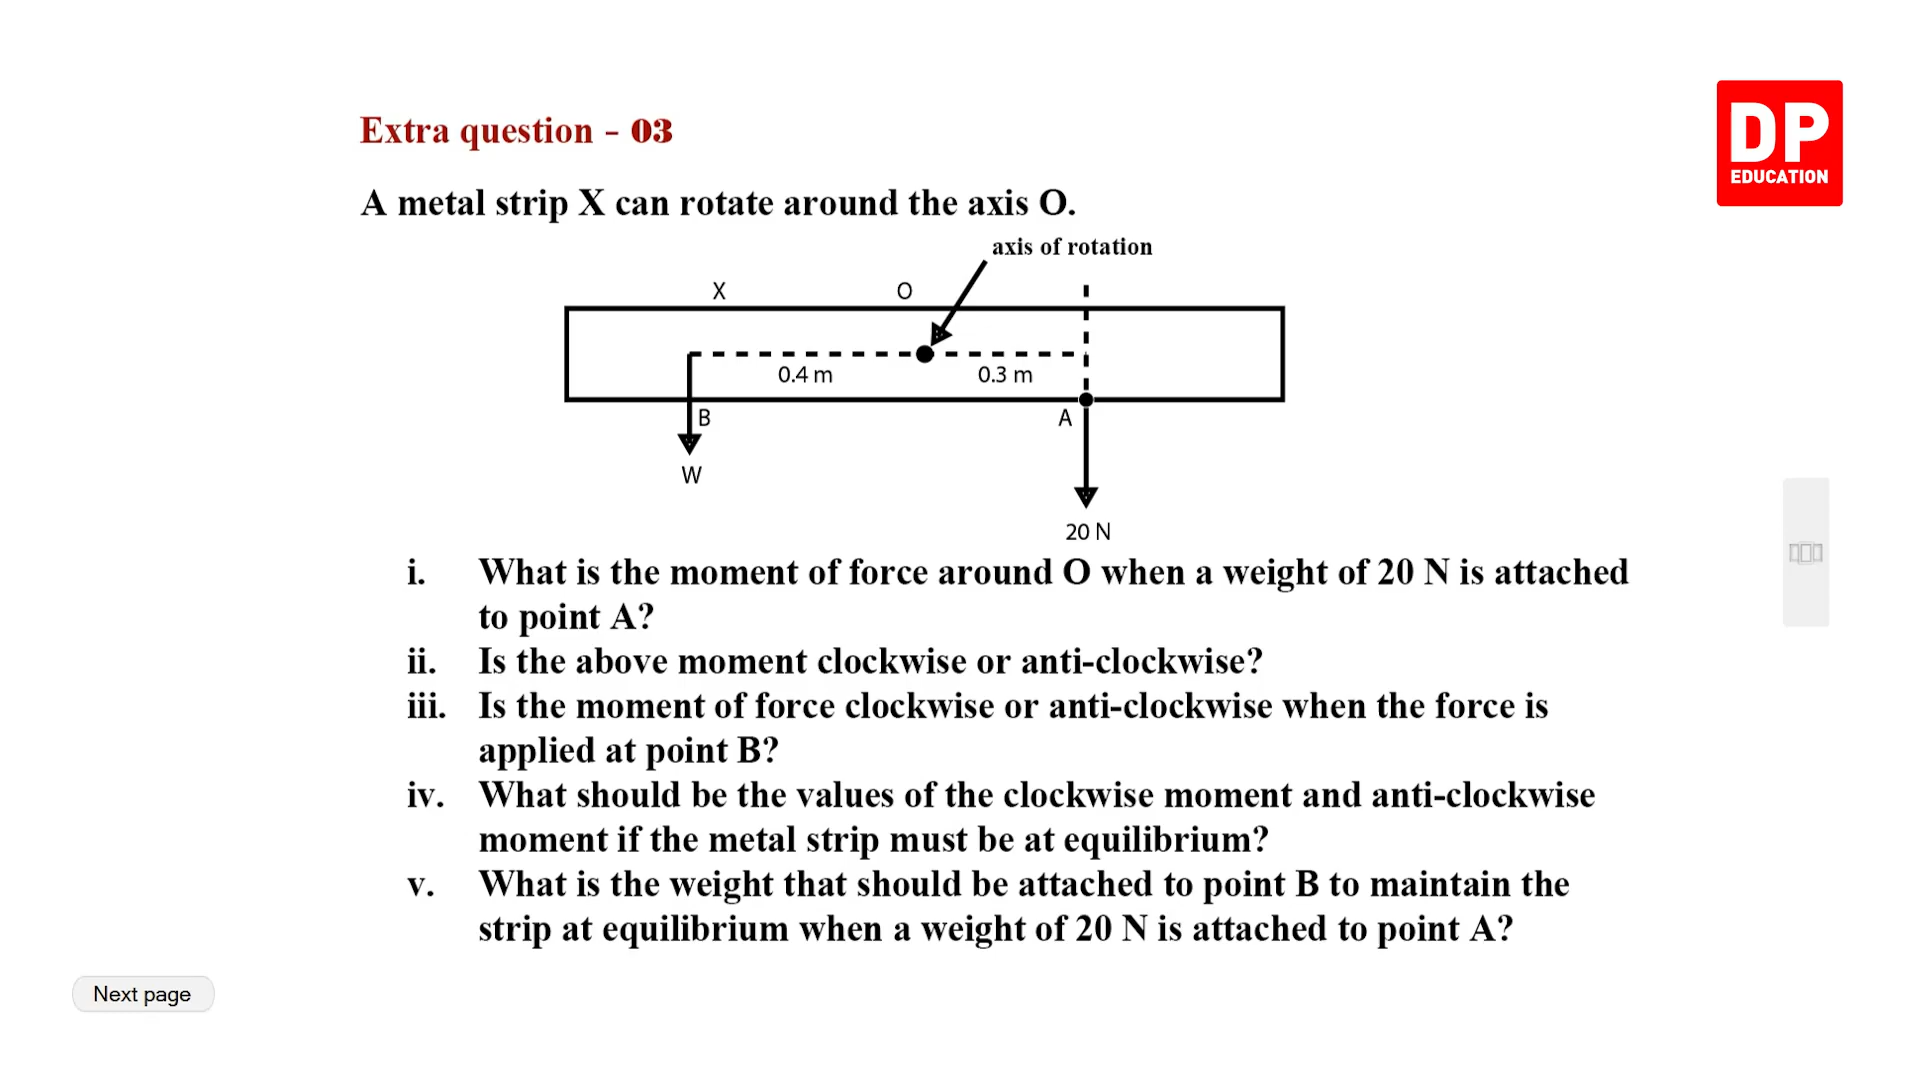 Extra question - 03
DP
EDUCATION
A metal strip X can rotate around the axis O.
axis of rotation
X
O
0.4 m
0.3 m
B
A
W
20 N
i. What is the moment of force around O when a weight of 20 N is attached
to point A?
ii. Is the above moment clockwise or anti-clockwise?
iii. Is the moment of force clockwise or anti-clockwise when the force is
applied at point B?
iv. What should be the values of the clockwise moment and anti-clockwise
moment if the metal strip must be at equilibrium?
v. What is the weight that should be attached to point B to maintain the
strip at equilibrium when a weight of 20 N is attached to point A?
Next page